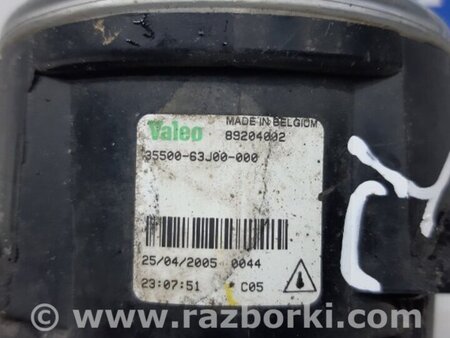 Valeo
MADE IN BELGIUM
89204002
35500-63J00-000
25/04/2005 0044
23:07:51 * C05
www.razborki.com